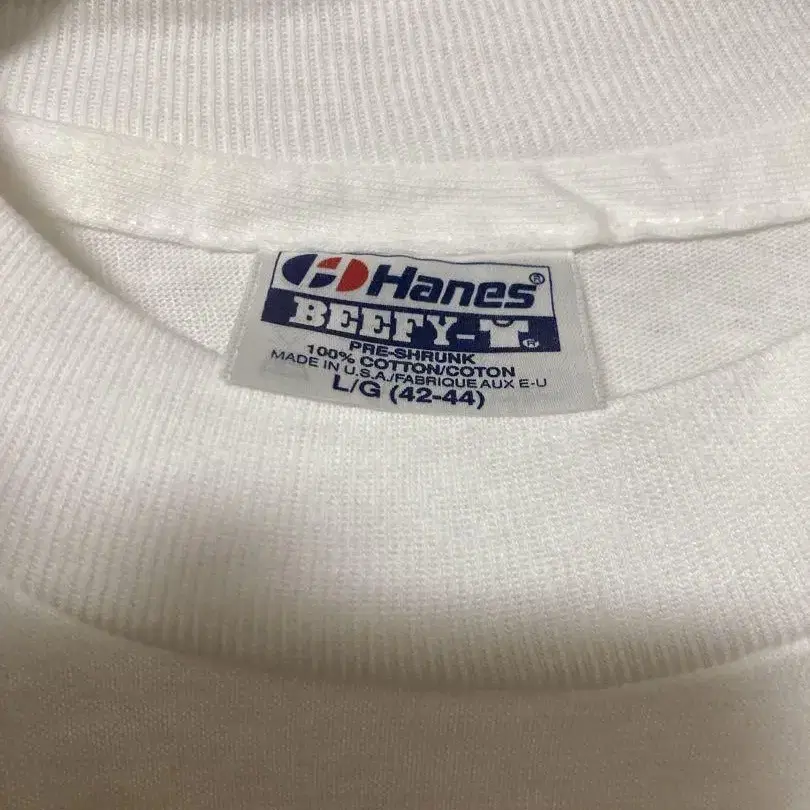 Hanes®
BEEFY-T®
PRE-SHRUNK
100% COTTON/COTON
MADE IN U.S.A./FABRIQUE AUX E-U
L/G (42-44)